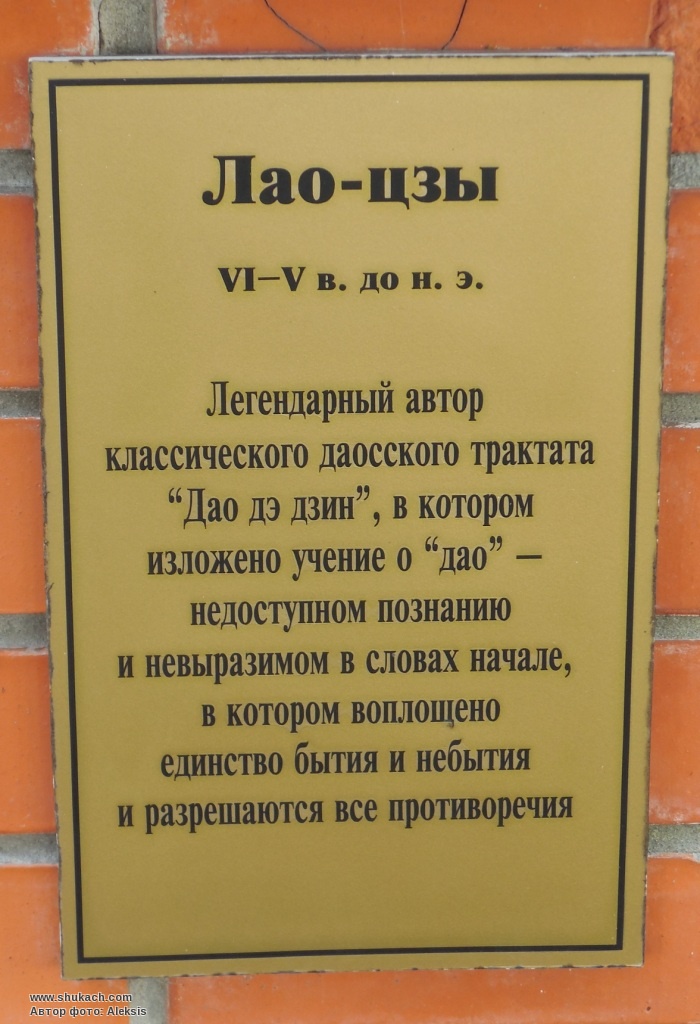 Лао-цзы
VI–V в. до н. э.
Легендарный автор
классического даосского трактата
“Дао дэ дзин”, в котором
изложено учение о “дао” –
недоступном познанию
и невыразимом в словах начале,
в котором воплощено
единство бытия и небытия
и разрешаются все противоречия
www.shukach.com
Автор фото: Aleksis